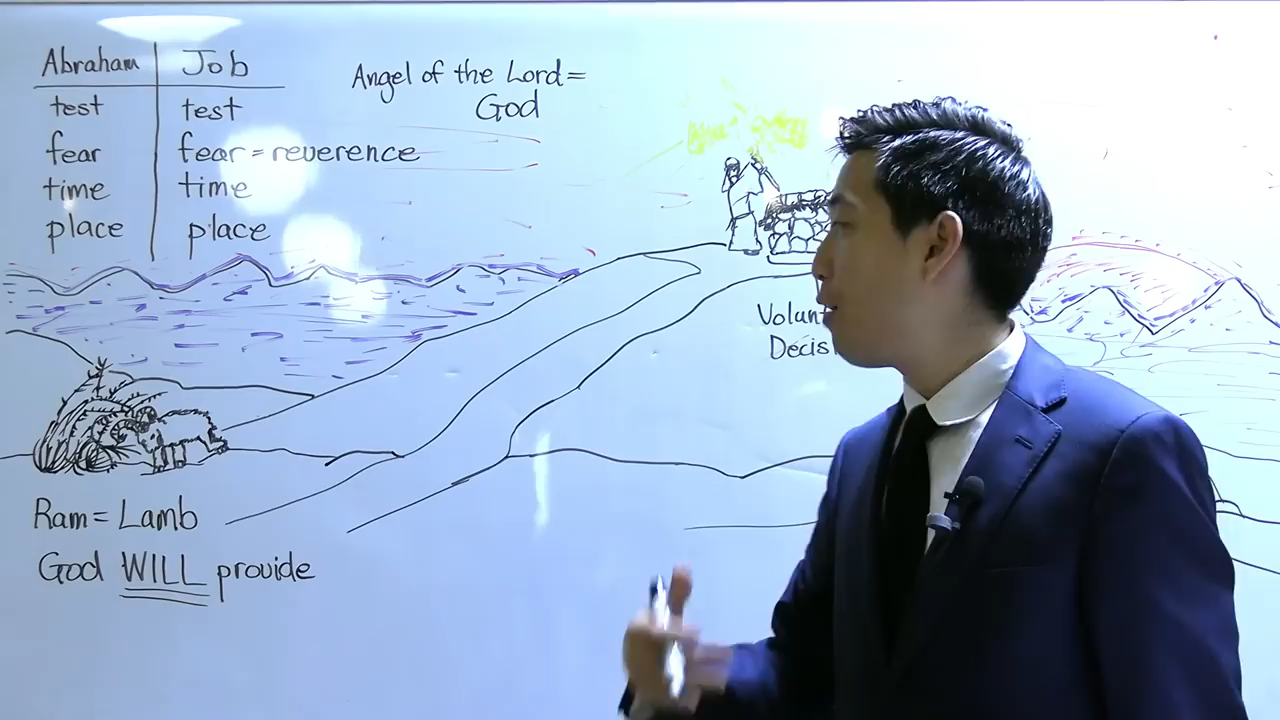 Abraham Job
test test
fear fear = reverence
time time
place place
Angel of the Lord =
God
Ram = Lamb
God WILL provide